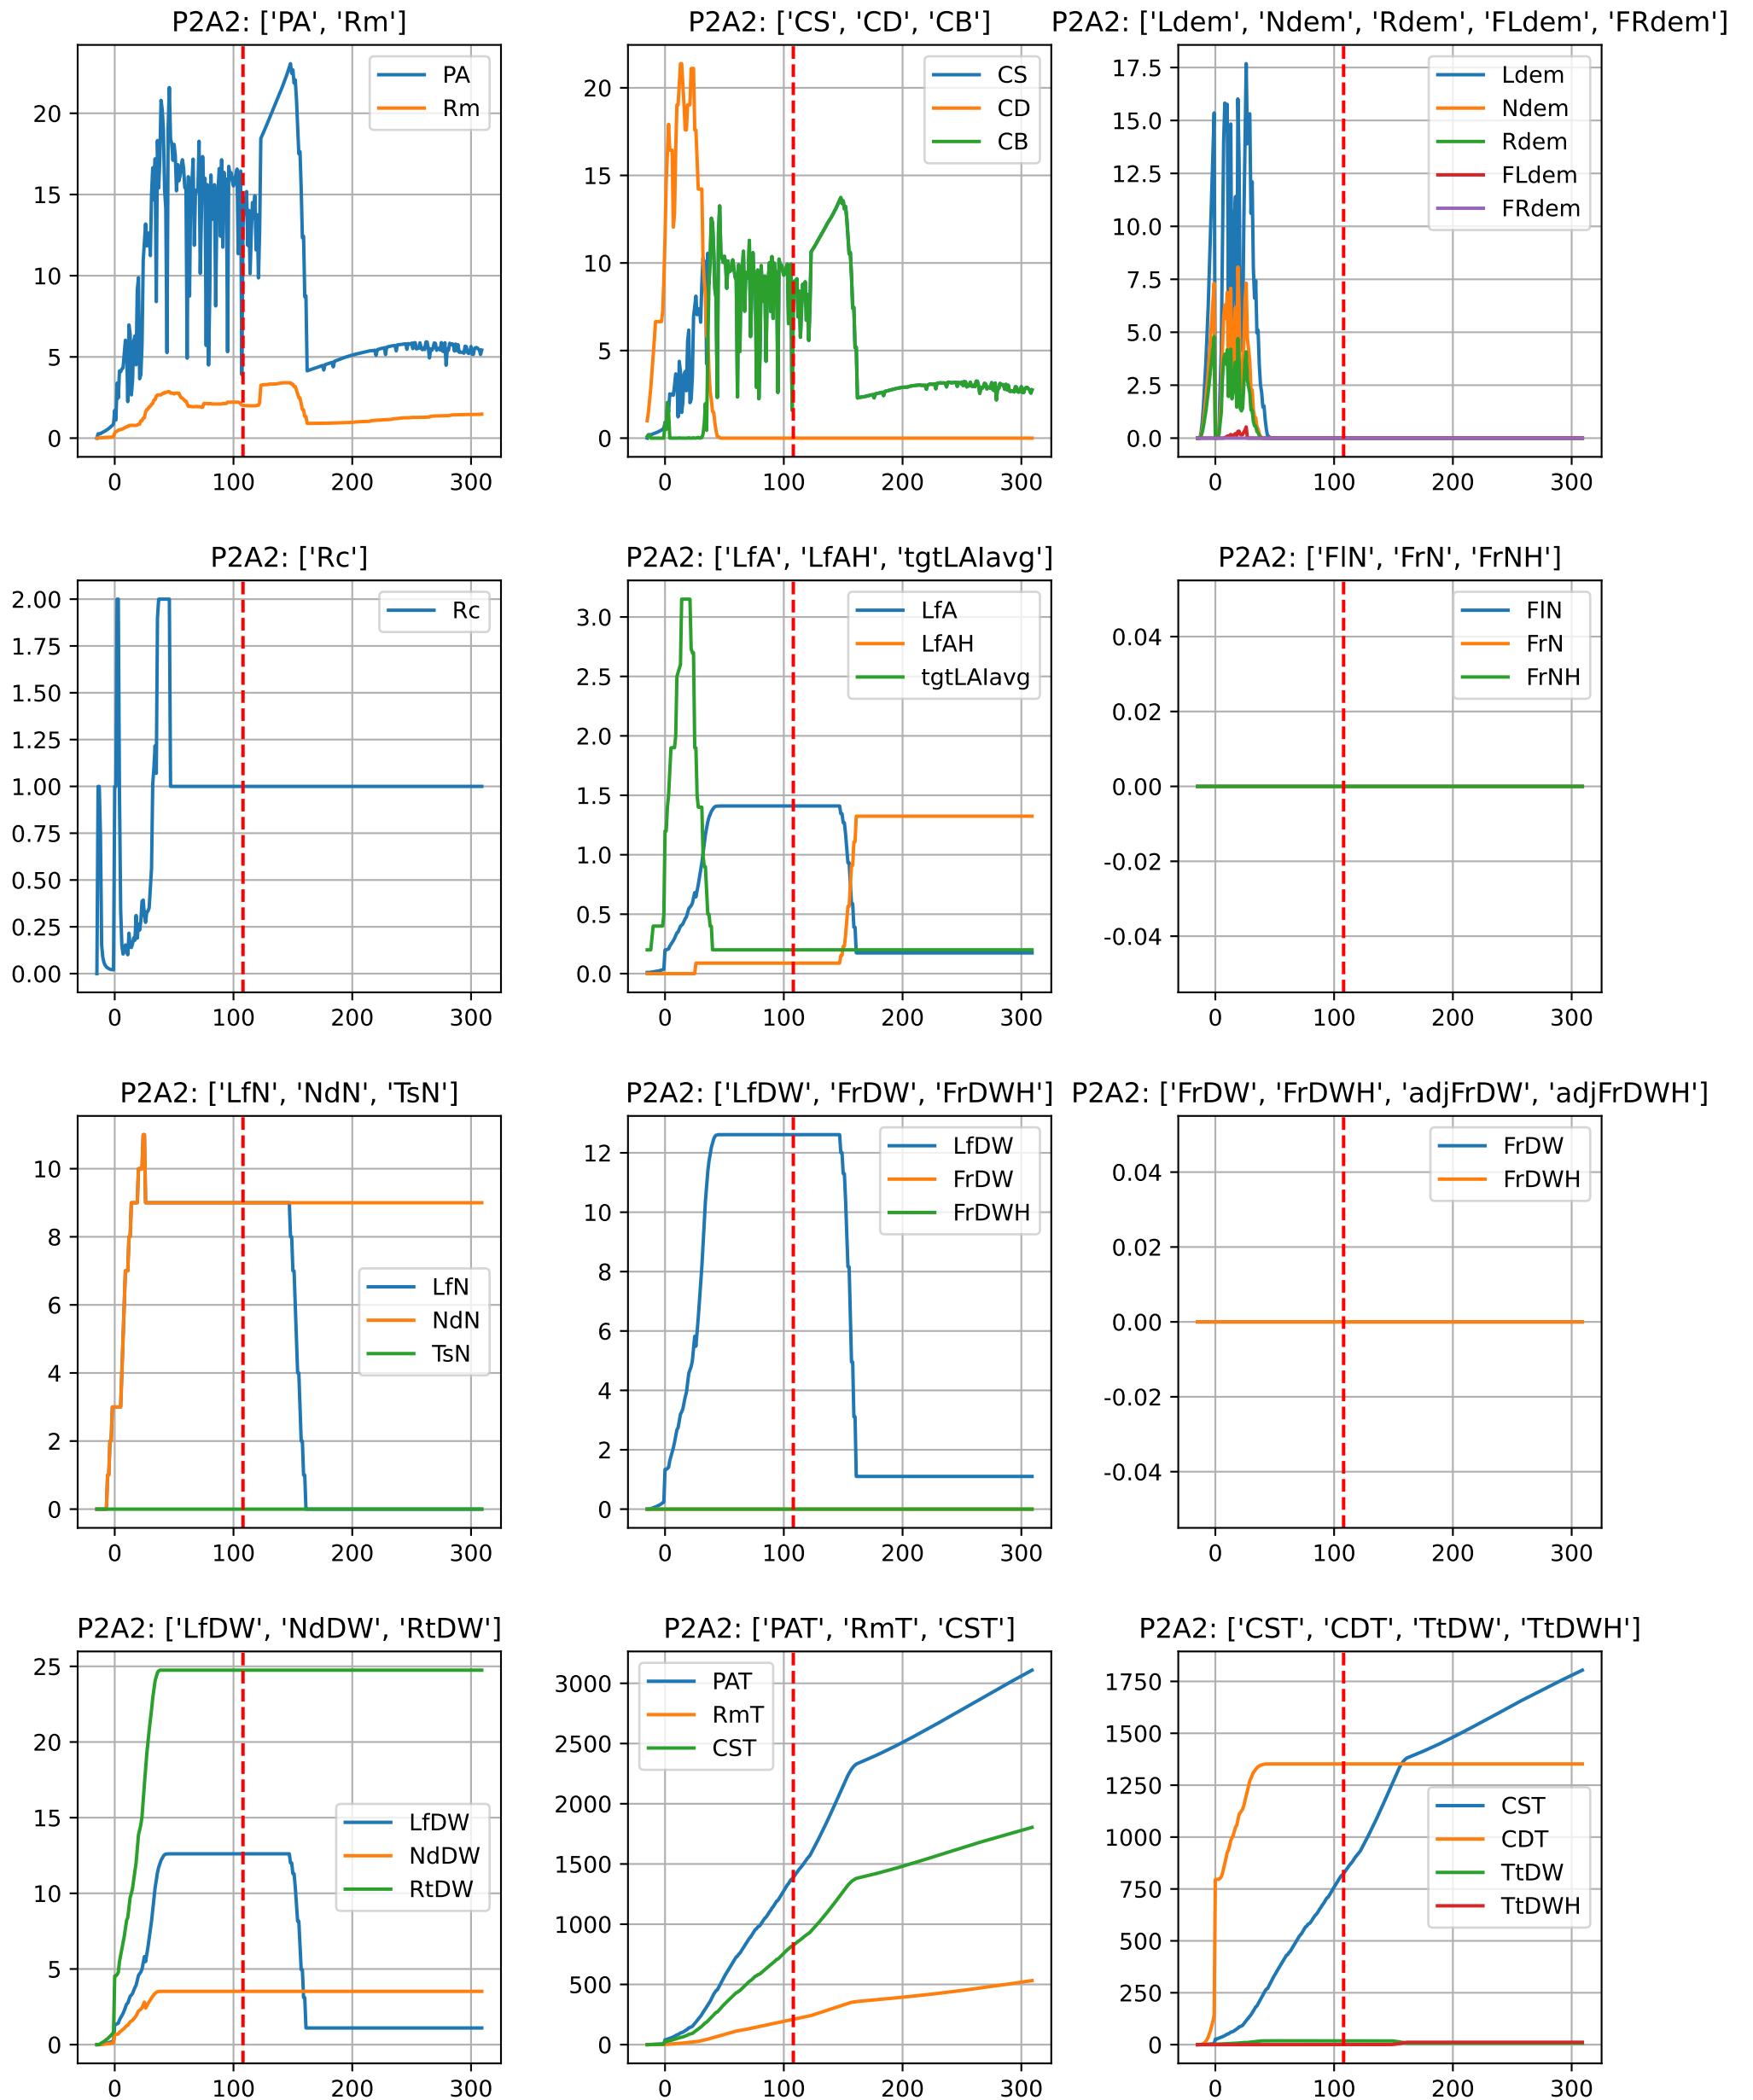 P2A2: ['PA', 'Rm']
PA
Rm
20
15
10
5
0
0 100 200 300
P2A2: ['CS', 'CD', 'CB']
CS
CD
CB
20
15
10
5
0
0 100 200 300
P2A2: ['Ldem', 'Ndem', 'Rdem', 'FLdem', 'FRdem']
Ldem
Ndem
Rdem
FLdem
FRdem
17.5
15.0
12.5
10.0
7.5
5.0
2.5
0.0
0 100 200 300
P2A2: ['Rc']
Rc
2.00
1.75
1.50
1.25
1.00
0.75
0.50
0.25
0.00
0 100 200 300
P2A2: ['LfA', 'LfAH', 'tgtLAIavg']
LfA
LfAH
tgtLAIavg
3.0
2.5
2.0
1.5
1.0
0.5
0.0
0 100 200 300
P2A2: ['FlN', 'FrN', 'FrNH']
FlN
FrN
FrNH
0.04
0.02
0.00
-0.02
-0.04
0 100 200 300
P2A2: ['LfN', 'NdN', 'TsN']
LfN
NdN
TsN
10
8
6
4
2
0
0 100 200 300
P2A2: ['LfDW', 'FrDW', 'FrDWH']
LfDW
FrDW
FrDWH
12
10
8
6
4
2
0
0 100 200 300
P2A2: ['FrDW', 'FrDWH', 'adjFrDW', 'adjFrDWH']
FrDW
FrDWH
0.04
0.02
0.00
-0.02
-0.04
0 100 200 300
P2A2: ['LfDW', 'NdDW', 'RtDW']
LfDW
NdDW
RtDW
25
20
15
10
5
0
0 100 200 300
P2A2: ['PAT', 'RmT', 'CST']
PAT
RmT
CST
3000
2500
2000
1500
1000
500
0
0 100 200 300
P2A2: ['CST', 'CDT', 'TtDW', 'TtDWH']
CST
CDT
TtDW
TtDWH
1750
1500
1250
1000
750
500
250
0
0 100 200 300